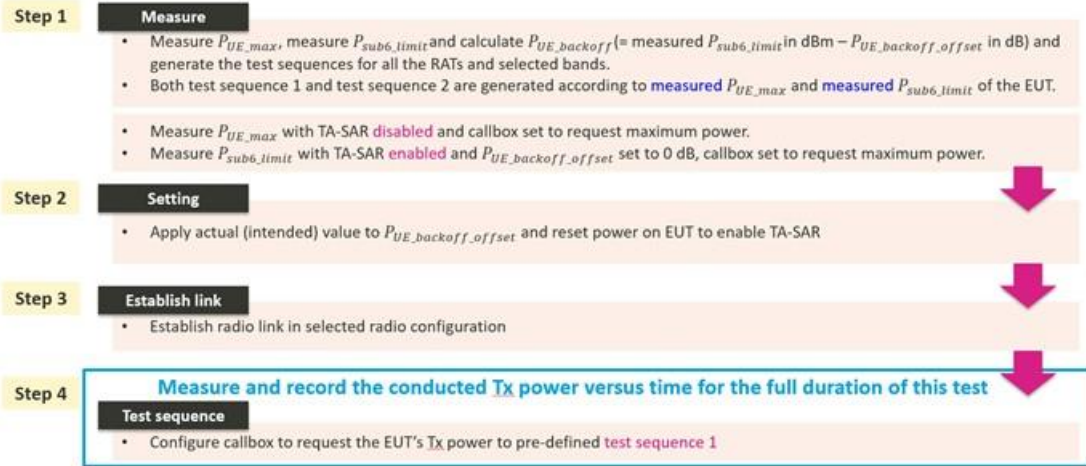 Step 1
Measure
• Measure P_UE_max, measure P_sub6_limit and calculate P_UE_backoff (= measured P_sub6_limit in dBm – P_UE_backoff_offset in dB) and
generate the test sequences for all the RATs and selected bands.
• Both test sequence 1 and test sequence 2 are generated according to measured P_UE_max and measured P_sub6_limit of the EUT.
• Measure P_UE_max with TA-SAR disabled and callbox set to request maximum power.
• Measure P_sub6_limit with TA-SAR enabled and P_UE_backoff_offset set to 0 dB, callbox set to request maximum power.
Step 2
Setting
• Apply actual (intended) value to P_UE_backoff_offset and reset power on EUT to enable TA-SAR
Step 3
Establish link
• Establish radio link in selected radio configuration
Step 4
Measure and record the conducted Tx power versus time for the full duration of this test
Test sequence
• Configure callbox to request the EUT's Tx power to pre-defined test sequence 1